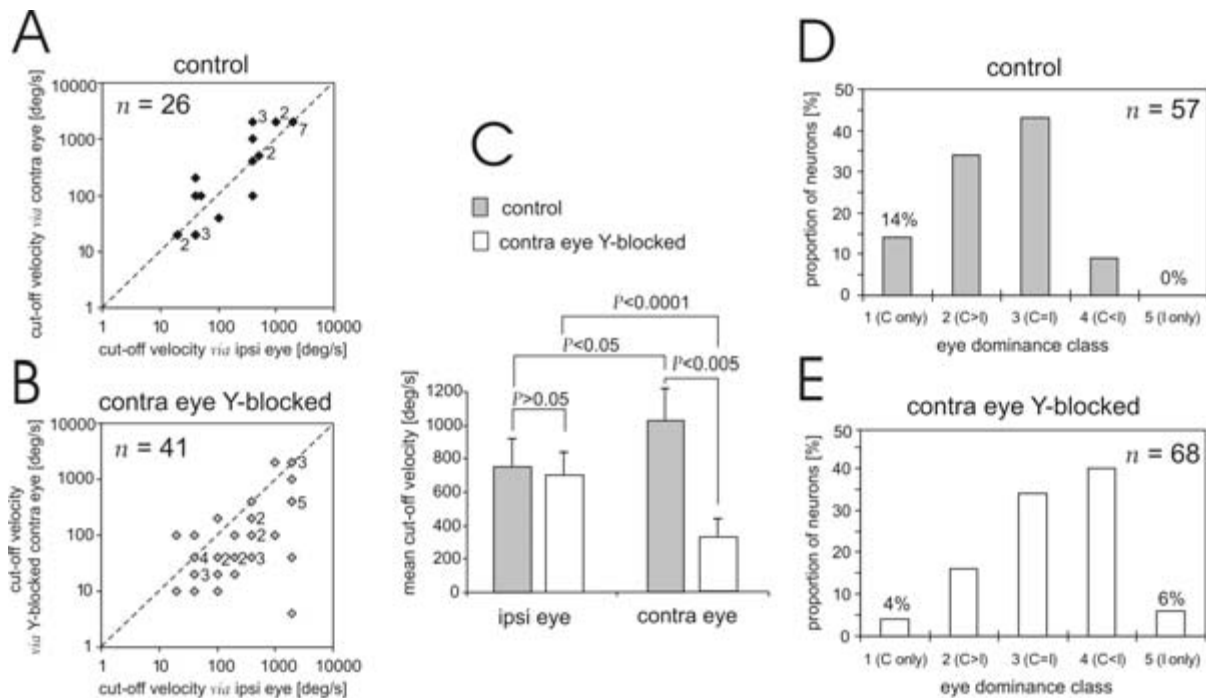 A
control
n = 26
cut-off velocity via contra eye [deg/s]
10000
1000
100
10
1
3
2
7
2
2
3
1
10
100
1000
10000
cut-off velocity via ipsi eye [deg/s]
B
contra eye Y-blocked
n = 41
cut-off velocity
via Y-blocked contra eye [deg/s]
10000
1000
100
10
1
3
5
2
2
4
2
2
3
3
1
10
100
1000
10000
cut-off velocity via ipsi eye [deg/s]
C
control
contra eye Y-blocked
P<0.0001
P<0.05
P<0.005
P>0.05
mean cut-off velocity [deg/s]
1200
1000
800
600
400
200
0
ipsi eye
contra eye
D
control
n = 57
proportion of neurons [%]
50
40
30
20
10
0
14%
0%
1 (C only)
2 (C>I)
3 (C=I)
4 (C<I)
5 (I only)
eye dominance class
E
contra eye Y-blocked
n = 68
proportion of neurons [%]
50
40
30
20
10
0
4%
6%
1 (C only)
2 (C>I)
3 (C=I)
4 (C<I)
5 (I only)
eye dominance class